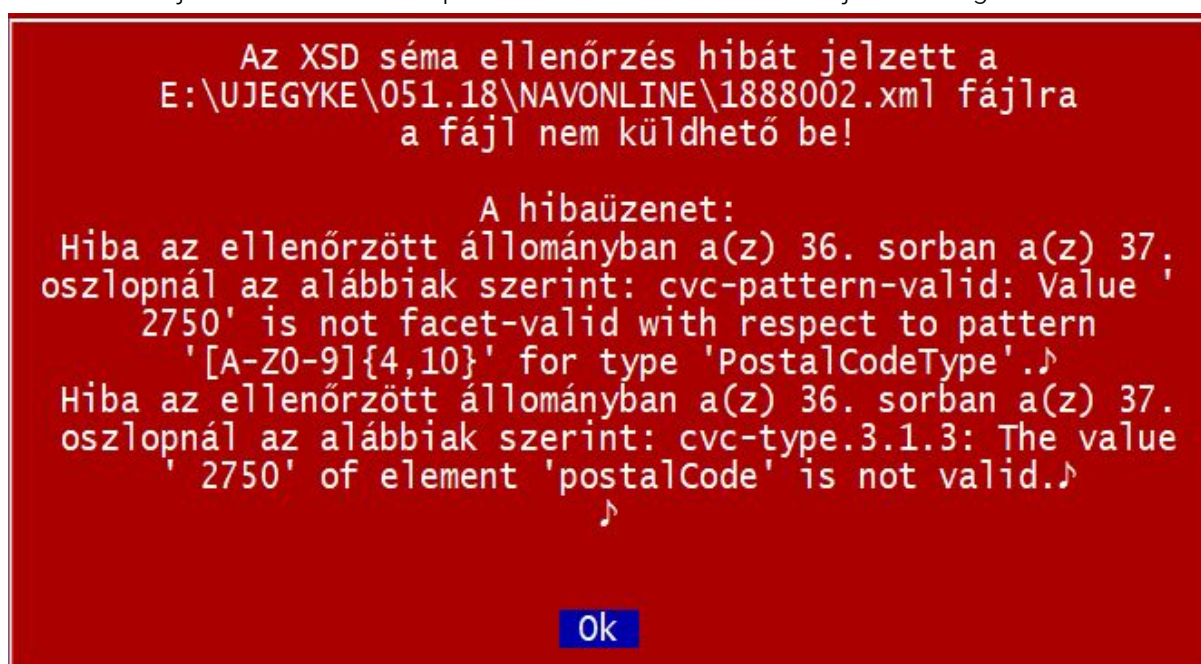 Az XSD séma ellenőrzés hibát jelzett a
E:\UJEGYKE\051.18\NAVONLINE\1888002.xml fájlra
a fájl nem küldhető be!
A hibaüzenet:
Hiba az ellenőrzött állományban a(z) 36. sorban a(z) 37.
oszlopnál az alábbiak szerint: cvc-pattern-valid: Value '
2750' is not facet-valid with respect to pattern
'[A-Z0-9]{4,10}' for type 'PostalCodeType'.♪
Hiba az ellenőrzött állományban a(z) 36. sorban a(z) 37.
oszlopnál az alábbiak szerint: cvc-type.3.1.3: The value
' 2750' of element 'postalCode' is not valid.♪
♪
Ok